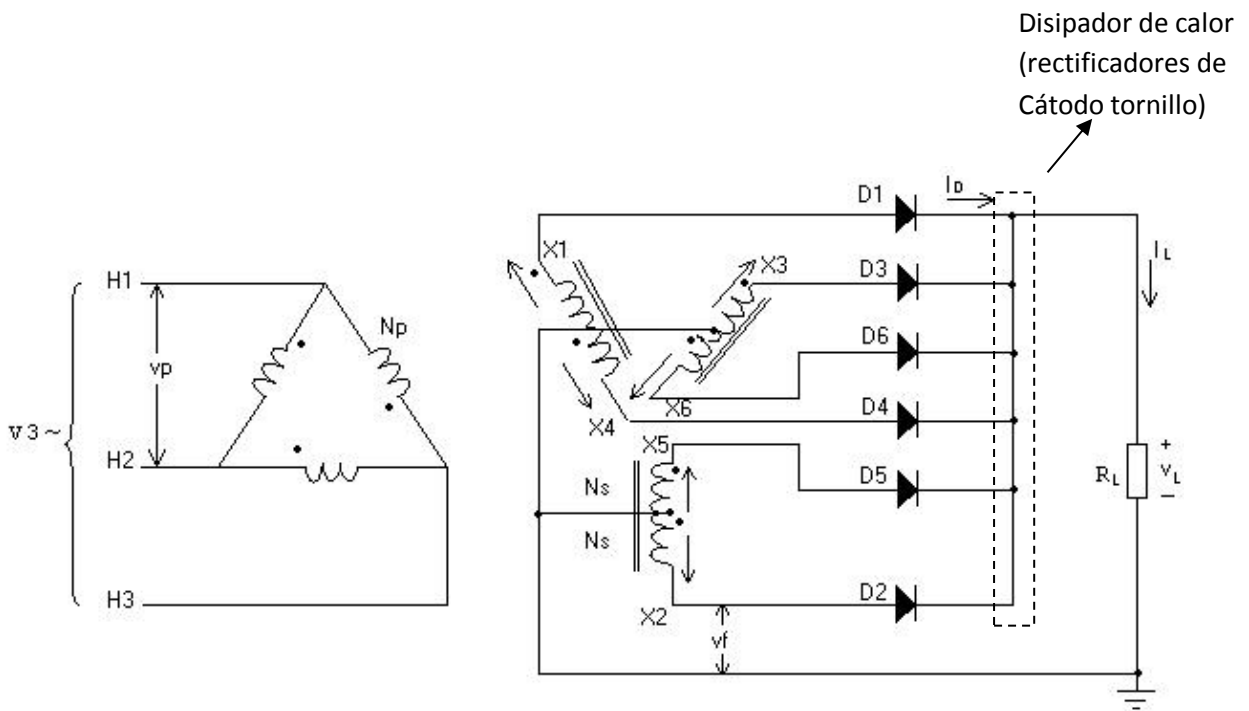 Disipador de calor
(rectificadores de
Cátodo tornillo)
D1
ID
X1
X3
D3
IL
H1
Np
vp
D6
X6
V3~
X4
D4
H2
X5
Ns
D5
RL
+
vL
–
Ns
H3
X2
D2
vf